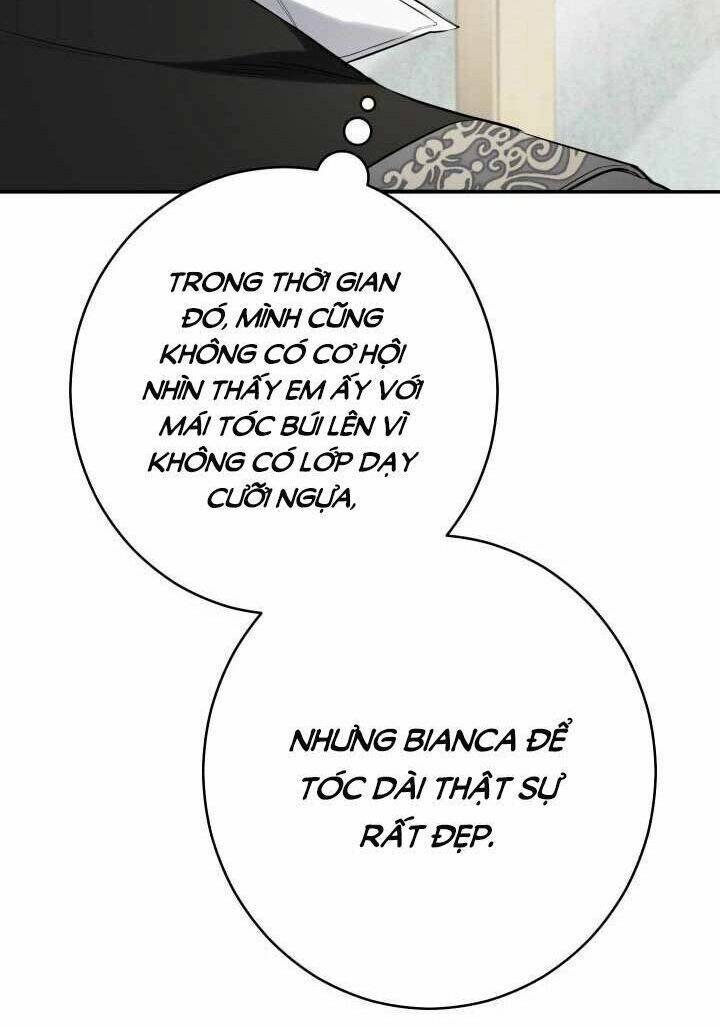 TRONG THỜI GIAN
ĐÓ, MÌNH CŨNG
KHÔNG CÓ CƠ HỘI
NHÌN THẤY EM ẤY VỚI
MÁI TÓC BÚI LÊN VÌ
KHÔNG CÓ LỚP DẠY
CƯỠI NGỰA,
NHƯNG BIANCA ĐỂ
TÓC DÀI THẬT SỰ
RẤT ĐẸP.